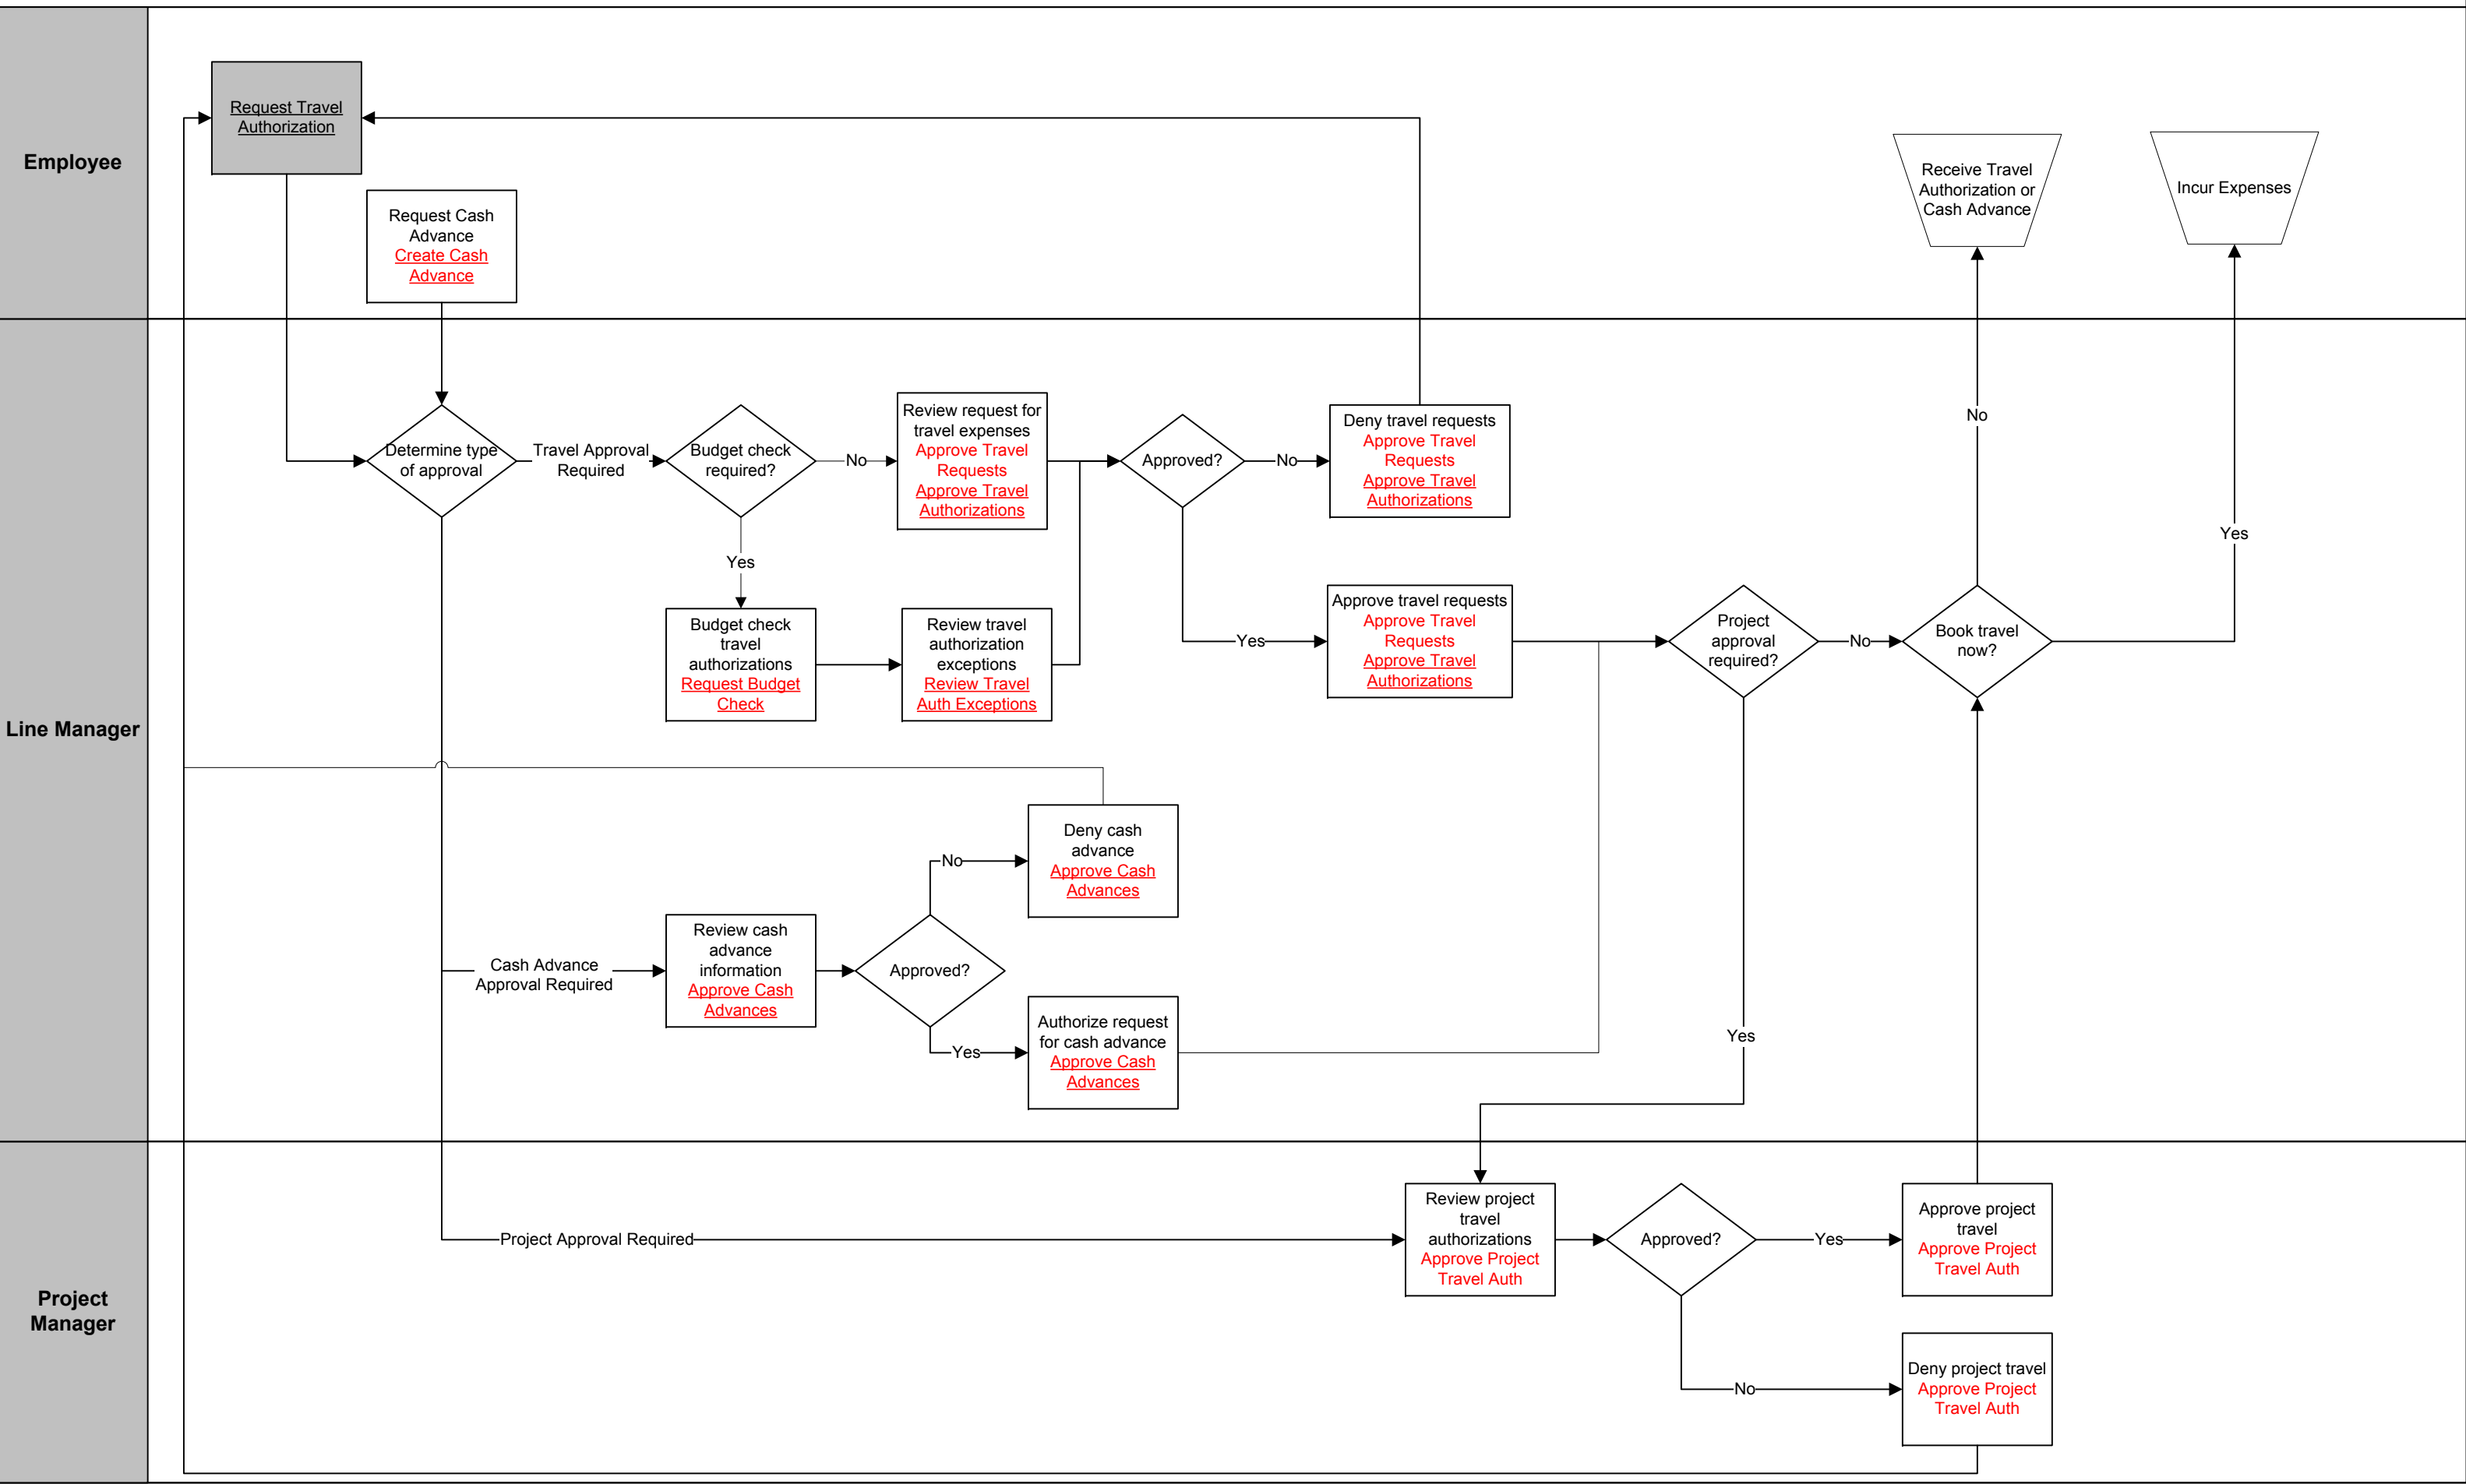 Employee
Request Travel
Authorization
Request Cash
Advance
Create Cash
Advance
Receive Travel
Authorization or
Cash Advance
Incur Expenses
Line Manager
Determine type
of approval
Travel Approval
Required
Budget check
required?
No
Review request for
travel expenses
Approve Travel
Requests
Approve Travel
Authorizations
Approved?
No
Deny travel requests
Approve Travel
Requests
Approve Travel
Authorizations
No
Yes
Yes
Budget check
travel
authorizations
Request Budget
Check
Review travel
authorization
exceptions
Review Travel
Auth Exceptions
Yes
Approve travel requests
Approve Travel
Requests
Approve Travel
Authorizations
Project
approval
required?
No
Book travel
now?
Deny cash
advance
Approve Cash
Advances
No
Cash Advance
Approval Required
Review cash
advance
information
Approve Cash
Advances
Approved?
Yes
Authorize request
for cash advance
Approve Cash
Advances
Yes
Project
Manager
Project Approval Required
Review project
travel
authorizations
Approve Project
Travel Auth
Approved?
Yes
Approve project
travel
Approve Project
Travel Auth
No
Deny project travel
Approve Project
Travel Auth